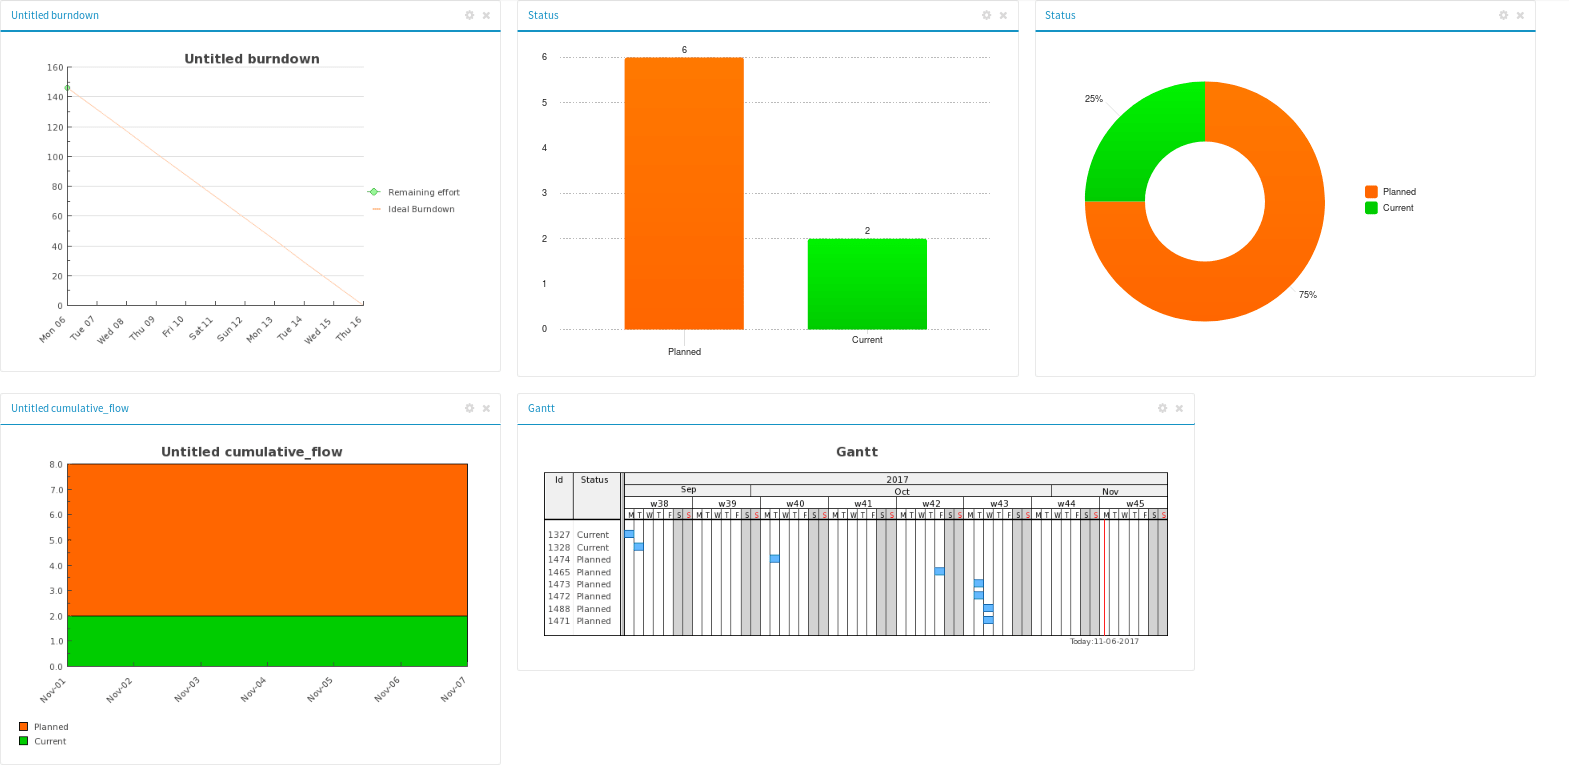 Untitled burndown
Untitled burndown
160
140
120
100
80
60
40
20
0
Mon 06 Tue 07 Wed 08 Thu 09 Fri 10 Sat 11 Sun 12 Mon 13 Tue 14 Wed 15 Thu 16
Remaining effort
Ideal Burndown
Status
6
5
4
3
2
1
0
6
2
Planned
Current
Status
25%
75%
Planned
Current
Untitled cumulative_flow
Untitled cumulative_flow
8.0
7.0
6.0
5.0
4.0
3.0
2.0
1.0
0.0
Nov-01 Nov-02 Nov-03 Nov-04 Nov-05 Nov-06 Nov-07
Planned
Current
Gantt
Gantt
Id Status 2017
Sep Oct Nov
w38 w39 w40 w41 w42 w43 w44 w45
M T W T F S S M T W T F S S M T W T F S S M T W T F S S M T W T F S S M T W T F S S M T W T F S S M T W T F S S
1327 Current
1328 Current
1474 Planned
1465 Planned
1473 Planned
1472 Planned
1488 Planned
1471 Planned
Today:11-06-2017